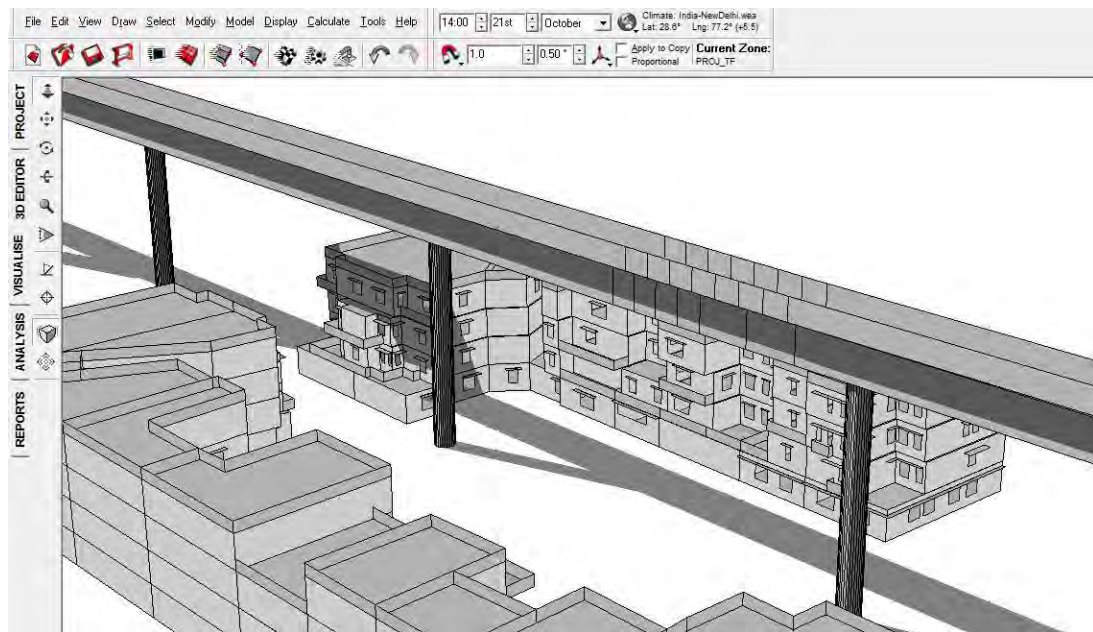 File Edit View Draw Select Modify Model Display Calculate Tools Help
14:00 21st October Climate: India-NewDelhi.wea
Lat: 28.6° Lng: 77.2° (+5.5)
1.0 0.50° Apply to Copy Current Zone:
Proportional PROJ_TF
PROJECT
3D EDITOR
VISUALISE
ANALYSIS
REPORTS